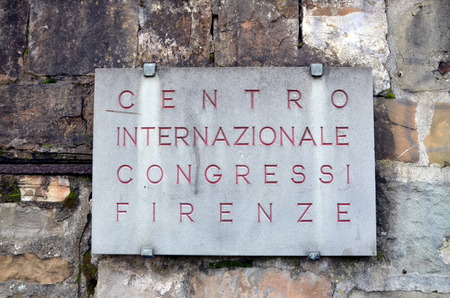 CENTRO
INTERNAZIONALE
CONGRESSI
FIRENZE